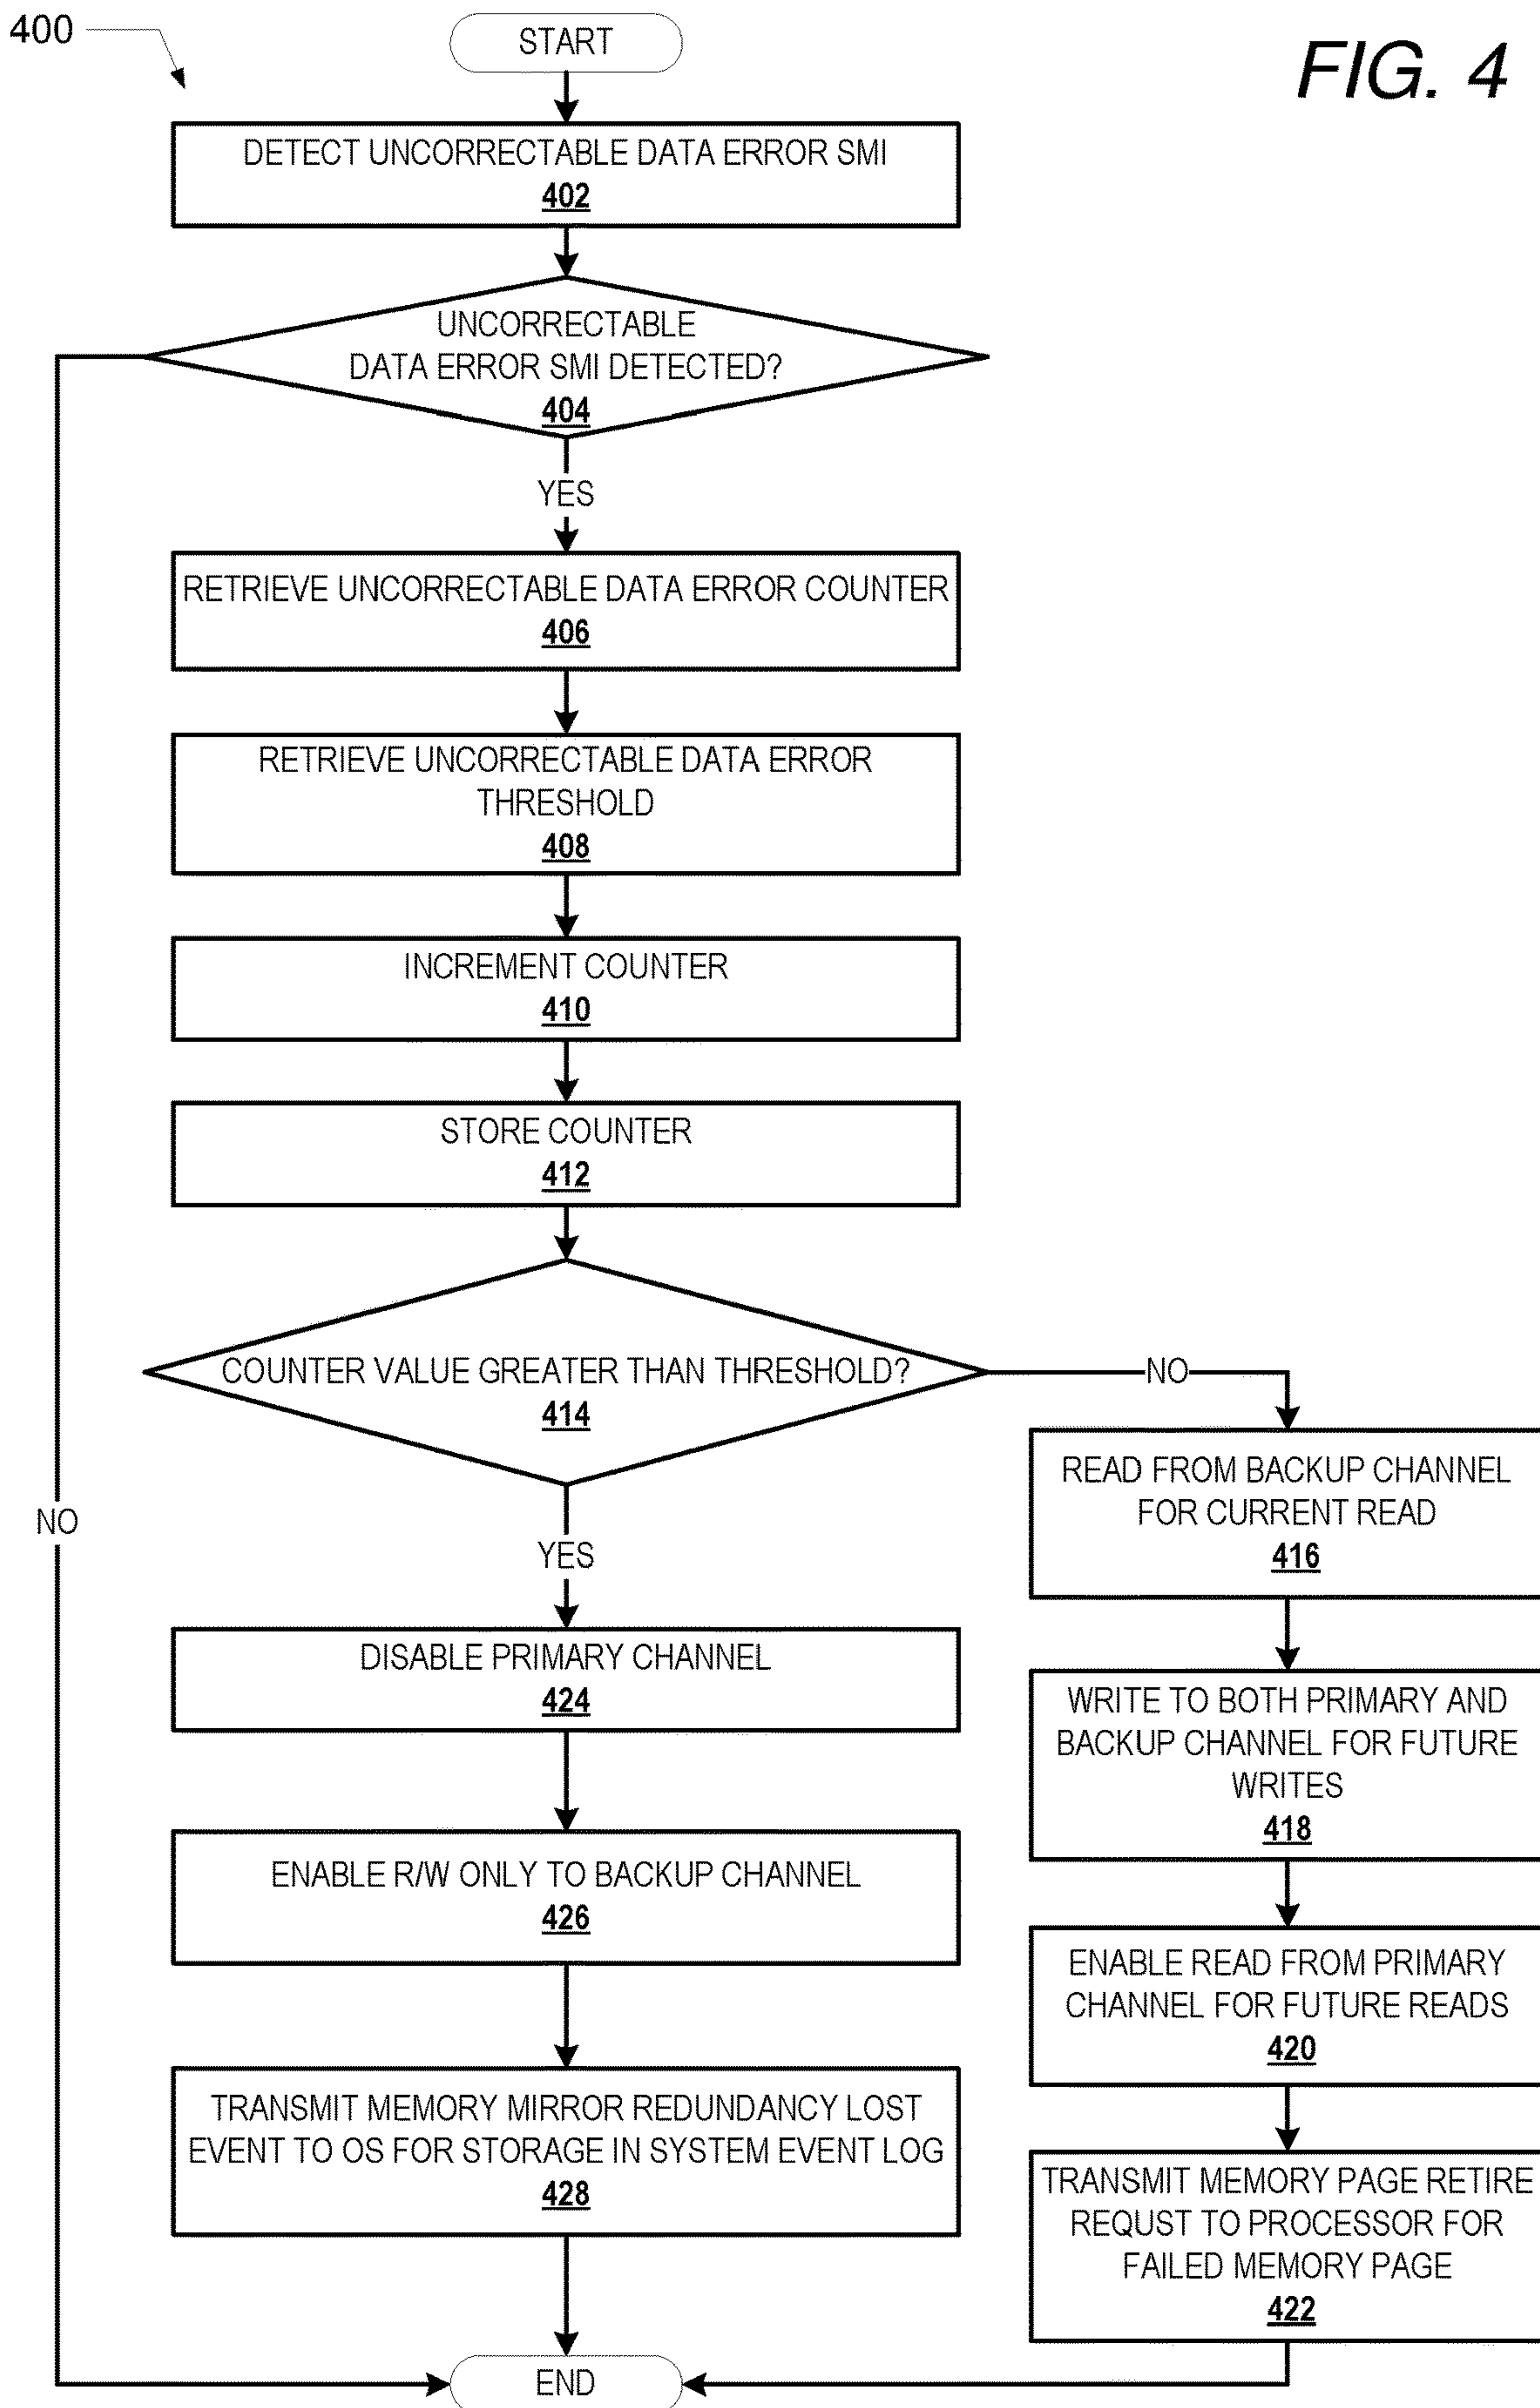 400
START
FIG. 4
DETECT UNCORRECTABLE DATA ERROR SMI
402
UNCORRECTABLE
DATA ERROR SMI DETECTED?
404
YES
RETRIEVE UNCORRECTABLE DATA ERROR COUNTER
406
RETRIEVE UNCORRECTABLE DATA ERROR
THRESHOLD
408
INCREMENT COUNTER
410
STORE COUNTER
412
COUNTER VALUE GREATER THAN THRESHOLD?
414
NO
READ FROM BACKUP CHANNEL
FOR CURRENT READ
416
NO
YES
DISABLE PRIMARY CHANNEL
424
WRITE TO BOTH PRIMARY AND
BACKUP CHANNEL FOR FUTURE
WRITES
418
ENABLE R/W ONLY TO BACKUP CHANNEL
426
ENABLE READ FROM PRIMARY
CHANNEL FOR FUTURE READS
420
TRANSMIT MEMORY MIRROR REDUNDANCY LOST
EVENT TO OS FOR STORAGE IN SYSTEM EVENT LOG
428
TRANSMIT MEMORY PAGE RETIRE
REQUST TO PROCESSOR FOR
FAILED MEMORY PAGE
422
END